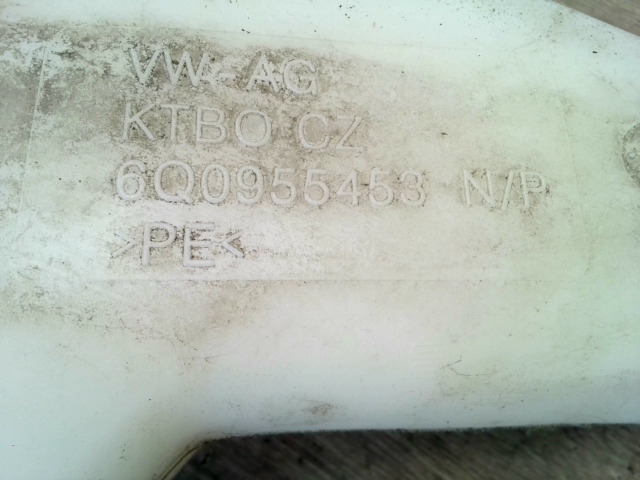 VW-AG
KTBO CZ
6Q0955453 N/P
>PE<